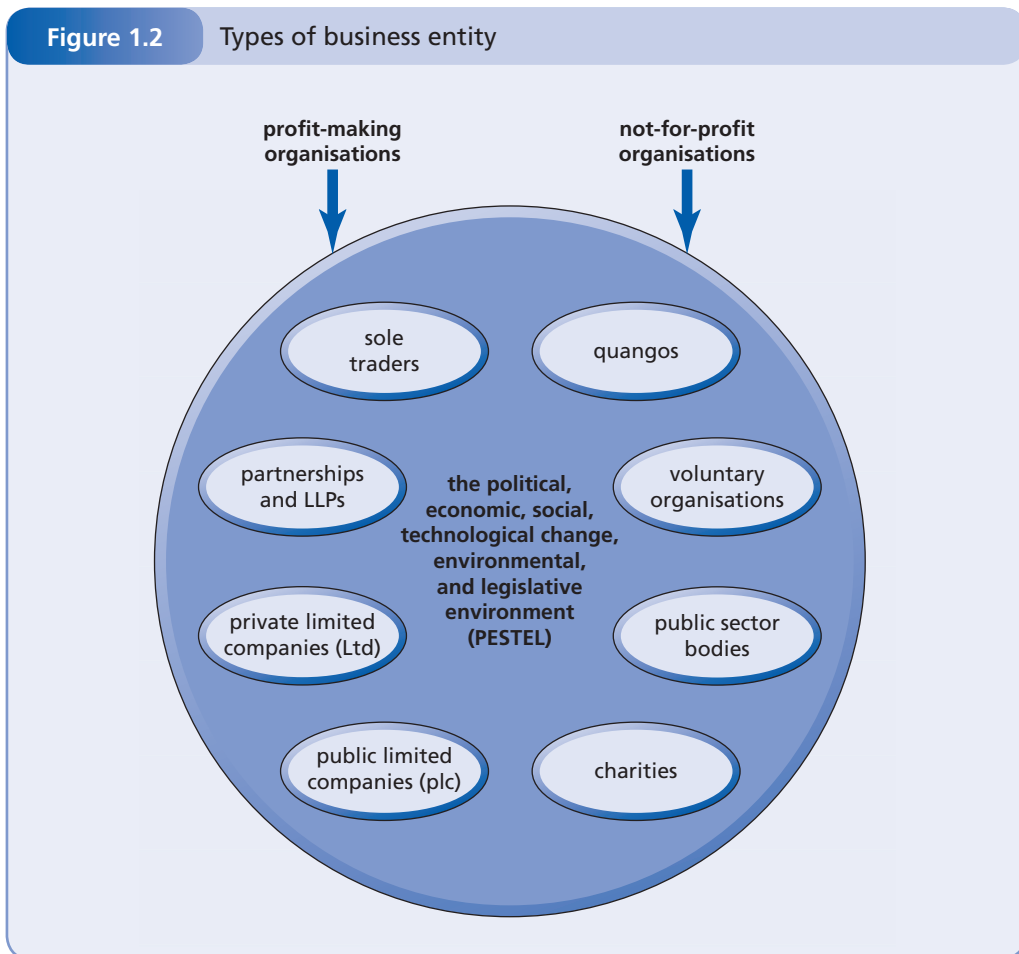 Figure 1.2
Types of business entity
profit-making
organisations
not-for-profit
organisations
sole
traders
quangos
partnerships
and LLPs
the political,
economic, social,
technological change,
environmental,
and legislative
environment
(PESTEL)
voluntary
organisations
private limited
companies (Ltd)
public sector
bodies
public limited
companies (plc)
charities